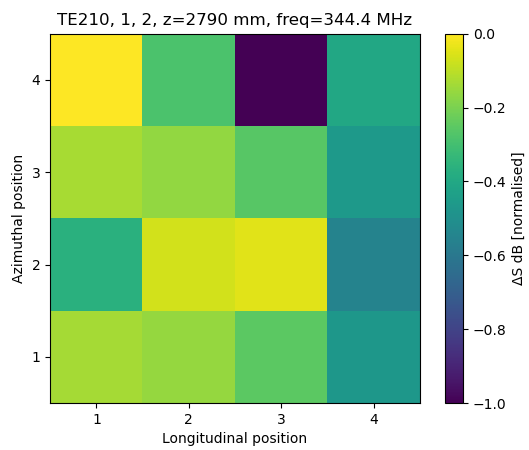 TE210, 1, 2, z=2790 mm, freq=344.4 MHz
4
3
2
1
Azimuthal position
1 2 3 4
Longitudinal position
0.0
−0.2
−0.4
−0.6
−0.8
−1.0
ΔS dB [normalised]